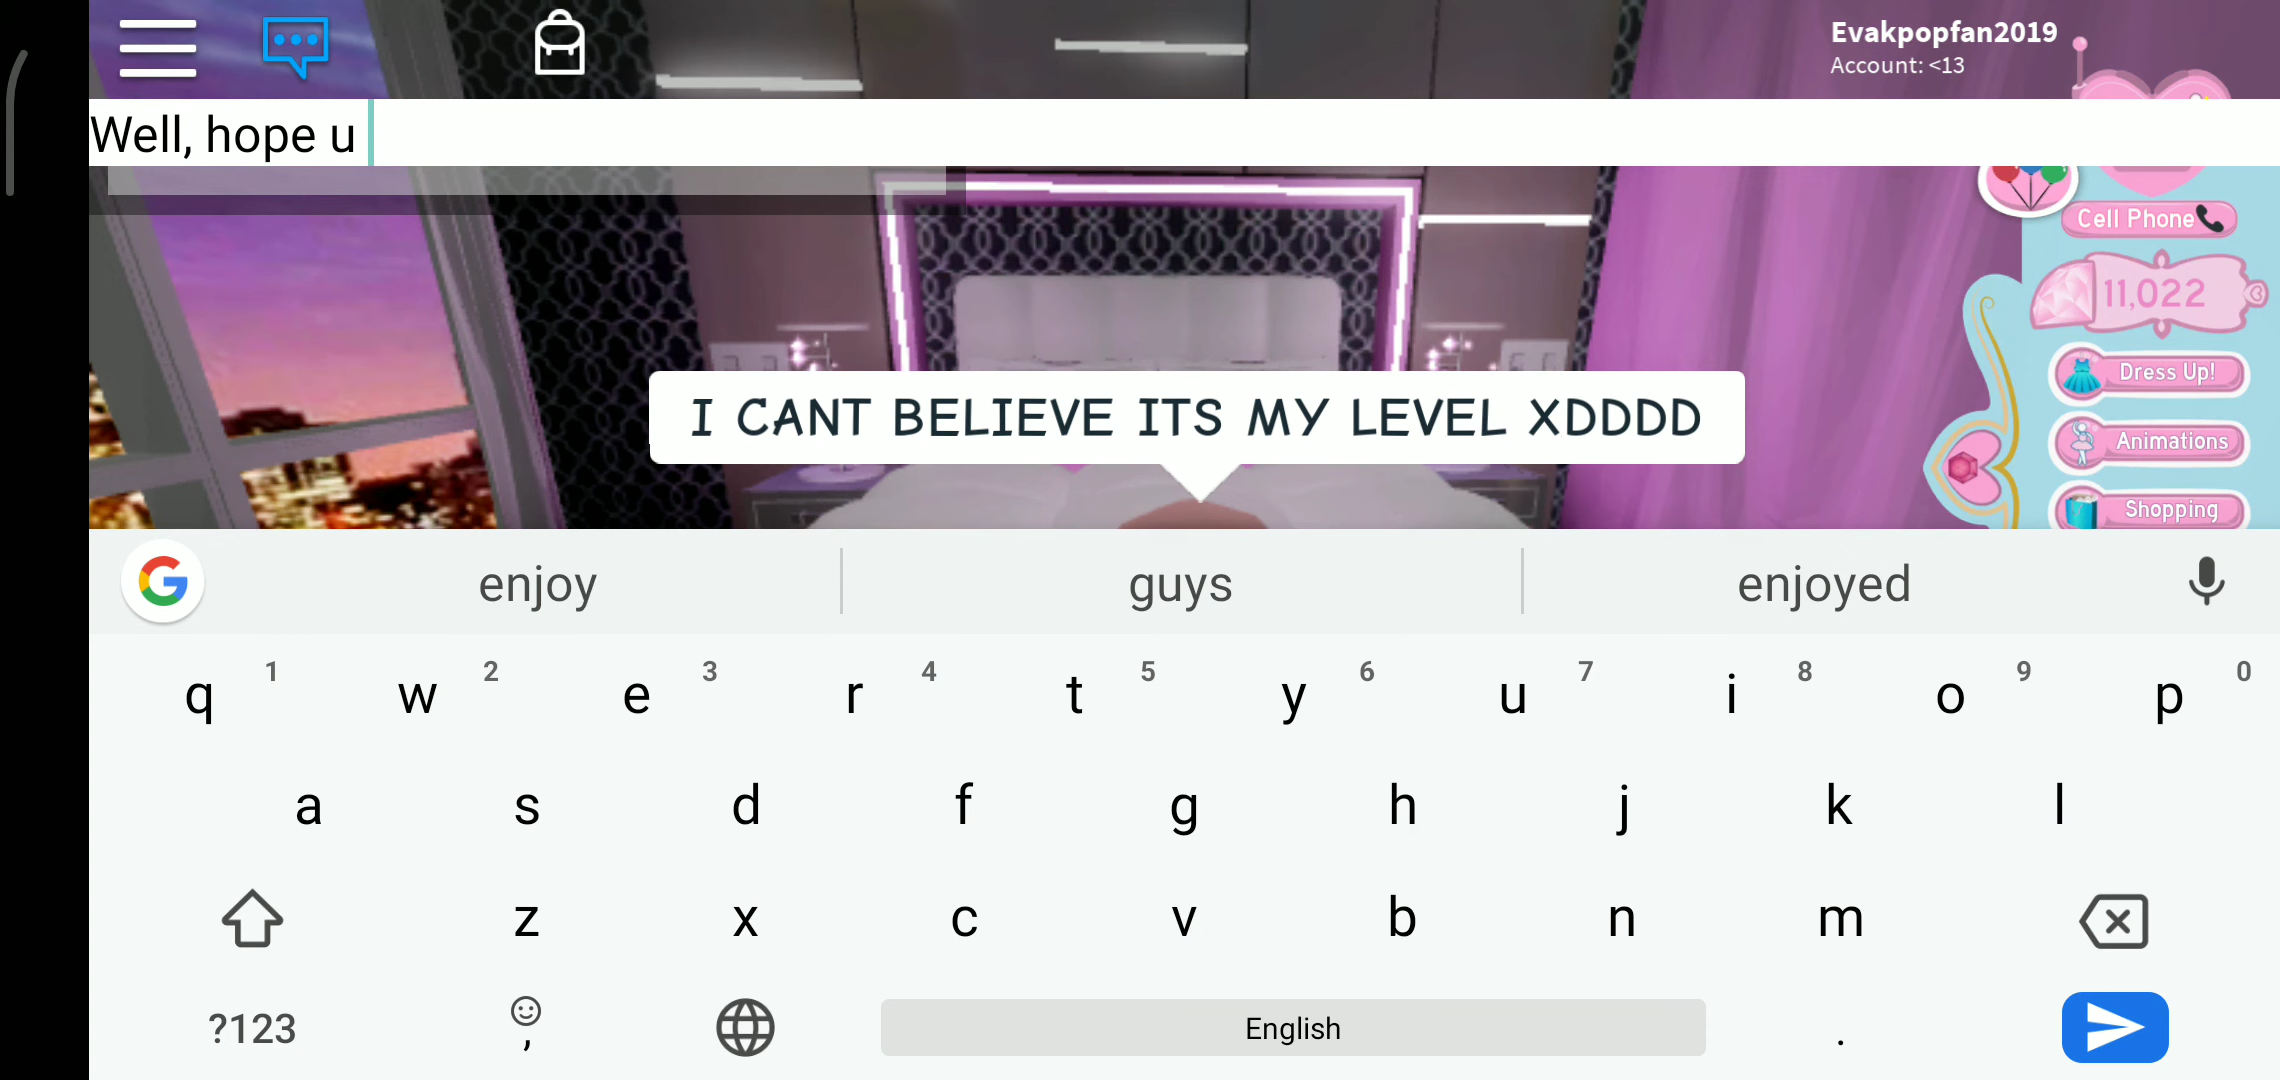 Evakpopfan2019
Account: <13
Well, hope u
Cell Phone
11,022
I CANT BELIEVE ITS MY LEVEL XDDDD
Dress Up!
Animations
Shopping
enjoy guys enjoyed
1 2 3 4 5 6 7 8 9 0
q w e r t y u i o p
a s d f g h j k l
z x c v b n m
?123 , English .